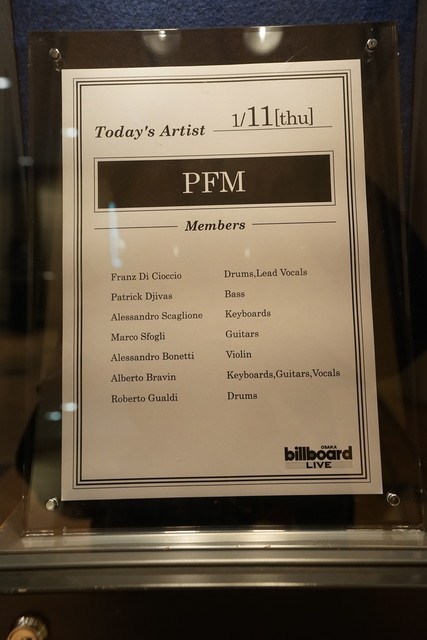 1/11[thu]
Today's Artist
PFM
Members
Franz Di Cioccio Drums,Lead Vocals
Patrick Djivas Bass
Alessandro Scaglione Keyboards
Marco Sfogli Guitars
Alessandro Bonetti Violin
Alberto Bravin Keyboards,Guitars,Vocals
Roberto Gualdi Drums
OSAKA
billboard
LIVE